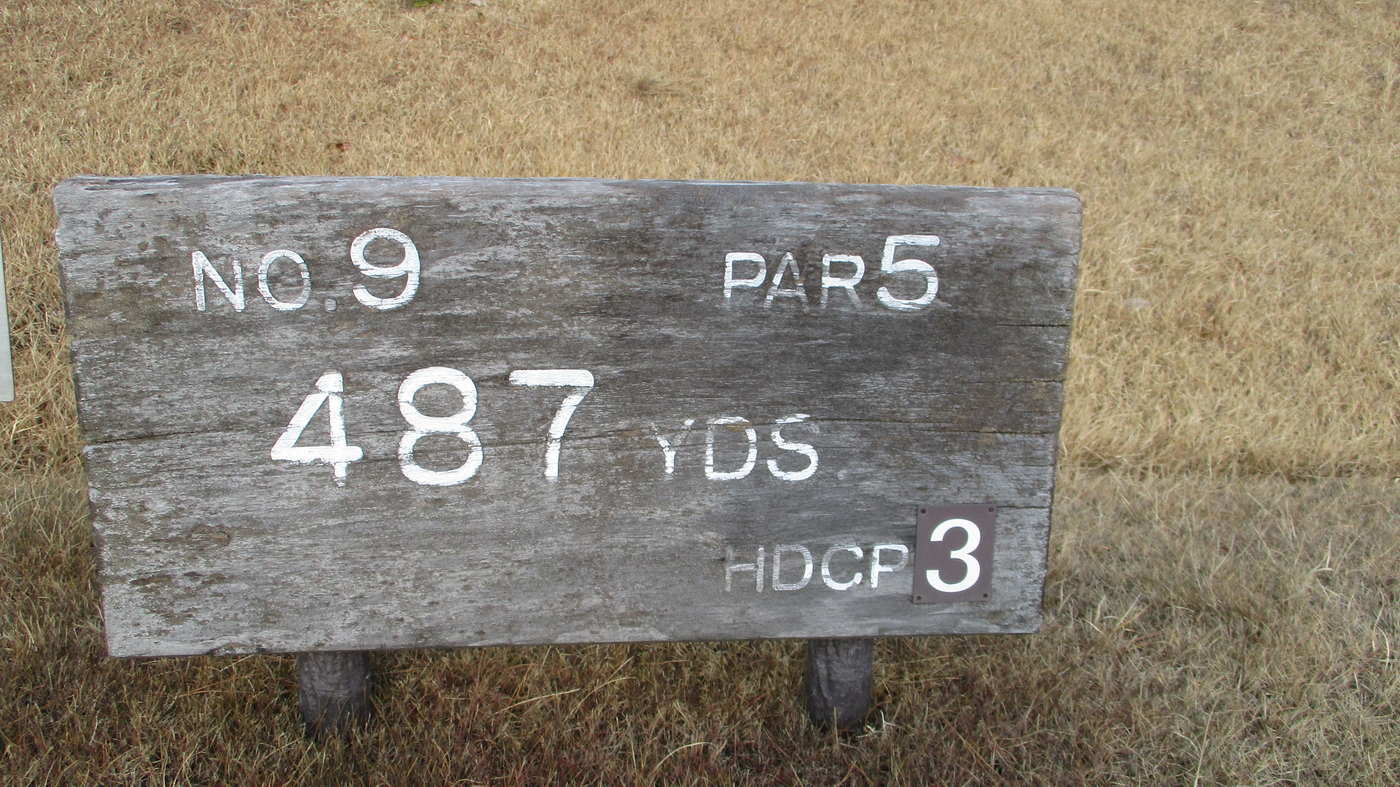 NO.9 PAR5
487 YDS
HDCP 3